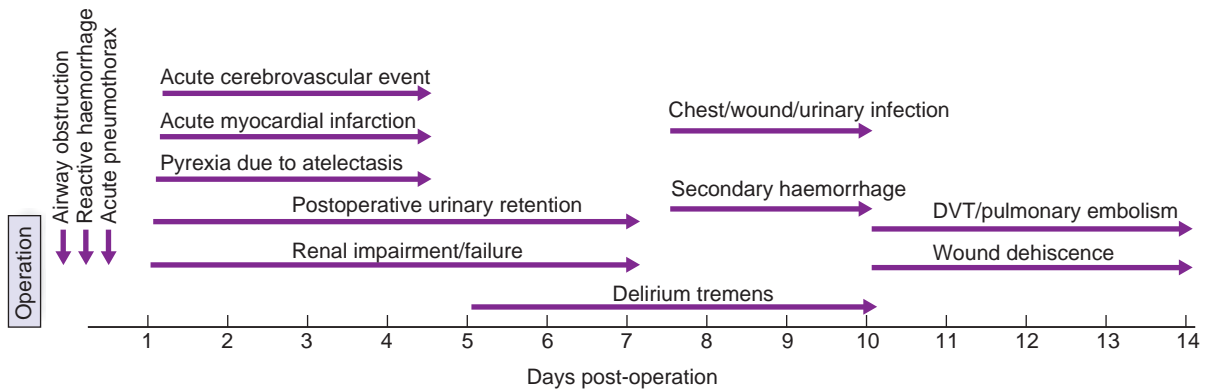 Operation
Airway obstruction
Reactive haemorrhage
Acute pneumothorax
Acute cerebrovascular event
Acute myocardial infarction
Pyrexia due to atelectasis
Postoperative urinary retention
Renal impairment/failure
Delirium tremens
Chest/wound/urinary infection
Secondary haemorrhage
DVT/pulmonary embolism
Wound dehiscence
1 2 3 4 5 6 7 8 9 10 11 12 13 14
Days post-operation